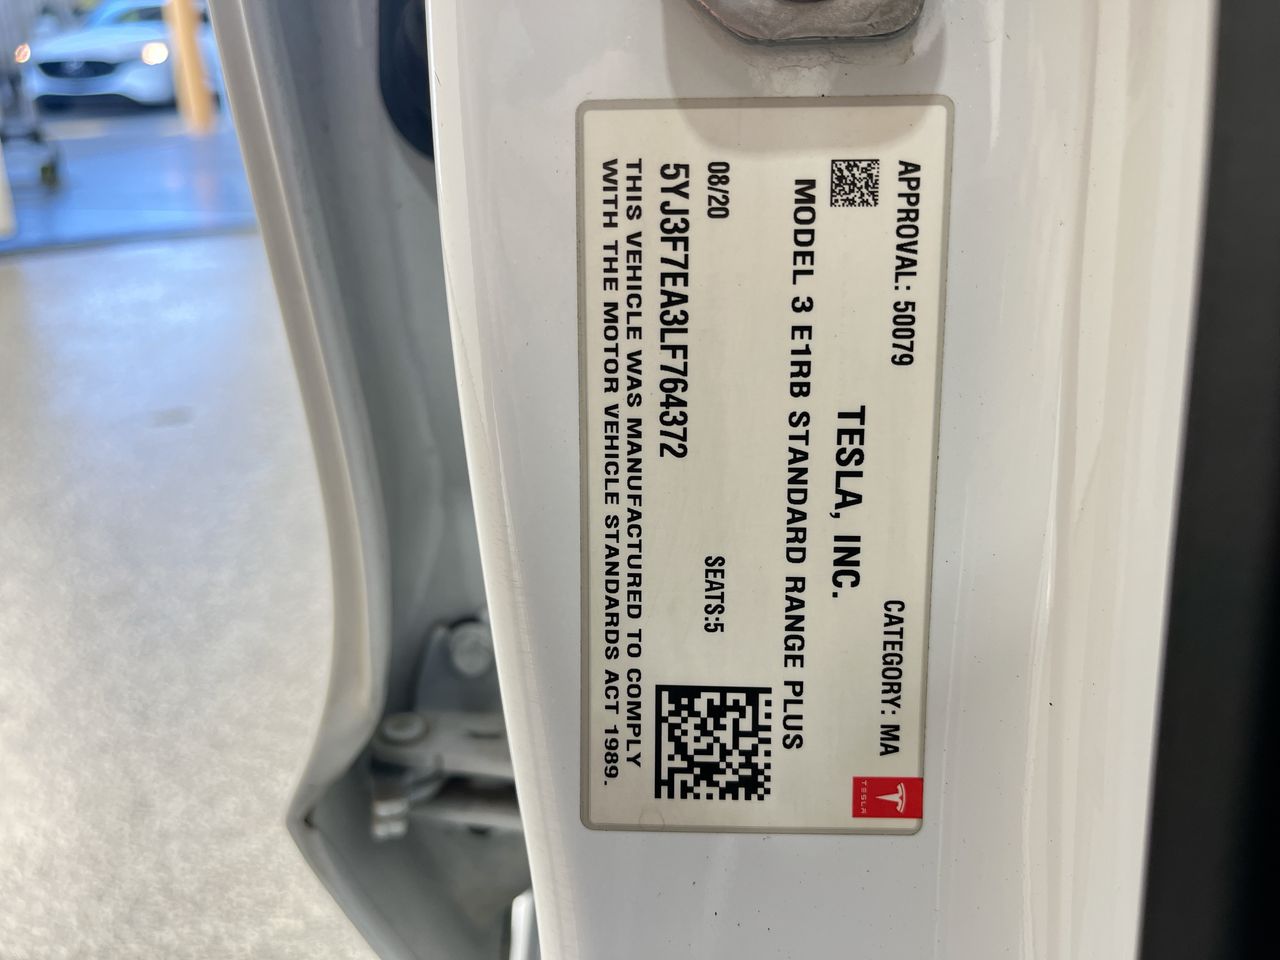 APPROVAL: 50079 CATEGORY: MA
TESLA, INC.
MODEL 3 E1RB STANDARD RANGE PLUS
08/20 SEATS:5
5YJ3F7EA3LF764372
THIS VEHICLE WAS MANUFACTURED TO COMPLY
WITH THE MOTOR VEHICLE STANDARDS ACT 1989.
TESLA